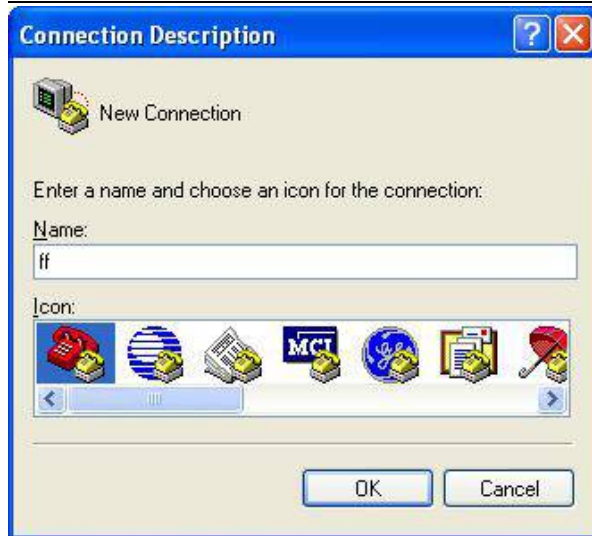 Connection Description
New Connection
Enter a name and choose an icon for the connection:
Name:
ff
Icon:
MCI
OK Cancel